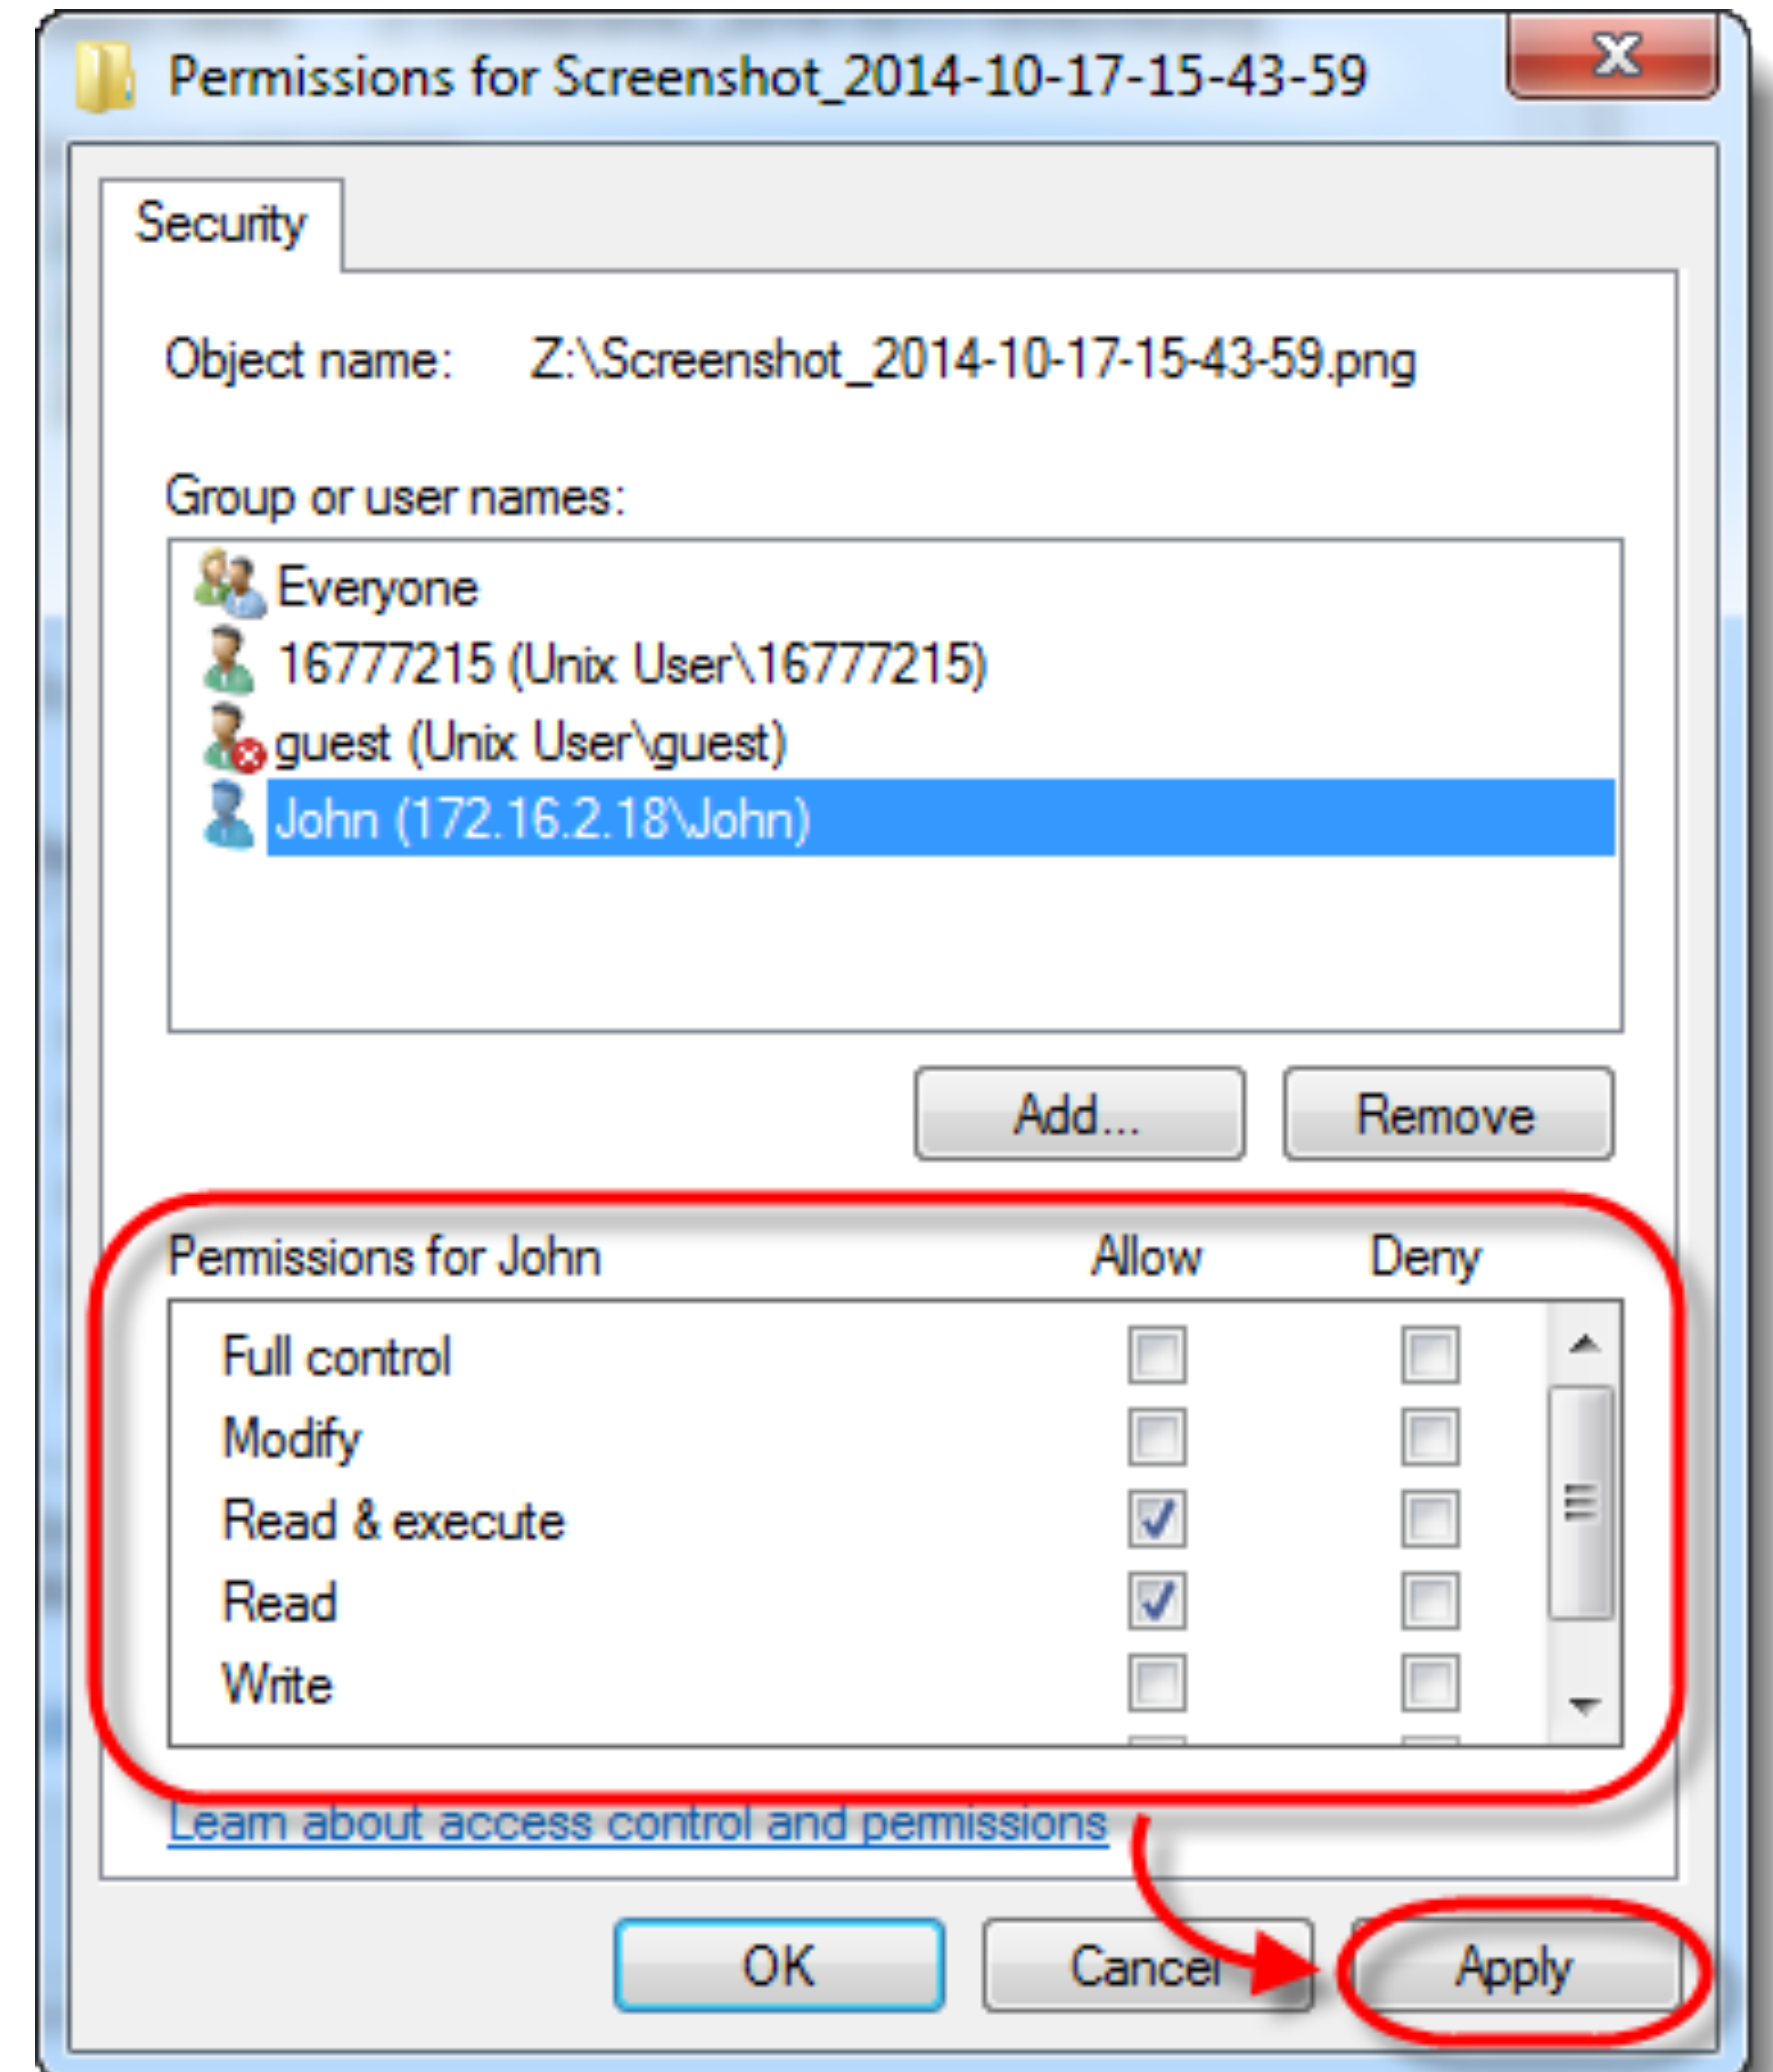 Permissions for Screenshot_2014-10-17-15-43-59
Security
Object name: Z:\Screenshot_2014-10-17-15-43-59.png
Group or user names:
Everyone
16777215 (Unix User\16777215)
guest (Unix User\guest)
John (172.16.2.18\John)
Add... Remove
Permissions for John Allow Deny
Full control
Modify
Read & execute
Read
Write
Learn about access control and permissions
OK Cancel Apply